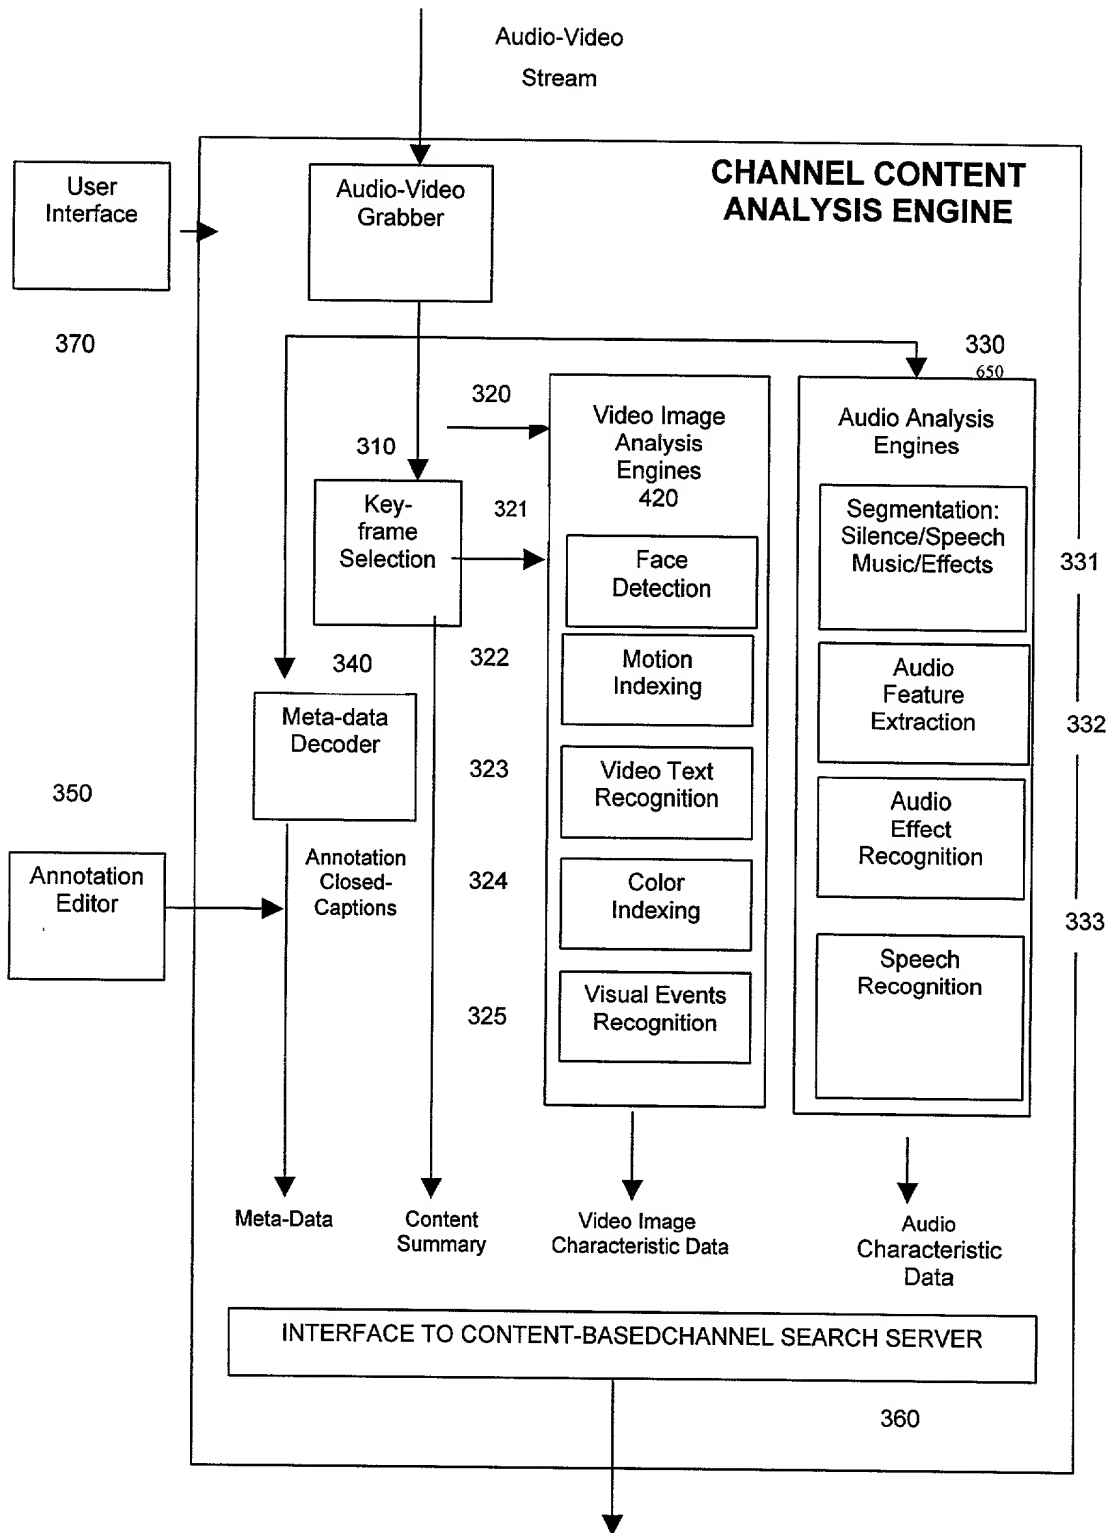 Audio-Video
Stream
CHANNEL CONTENT
ANALYSIS ENGINE
User
Interface
Audio-Video
Grabber
370
330
650
320
310
321
Video Image
Analysis
Engines
420
Audio Analysis
Engines
Key-
frame
Selection
Segmentation:
Silence/Speech
Music/Effects
331
Face
Detection
322
Motion
Indexing
Audio
Feature
Extraction
332
340
Meta-data
Decoder
323
Video Text
Recognition
Audio
Effect
Recognition
350
Annotation
Editor
Annotation
Closed-
Captions
324
Color
Indexing
333
Speech
Recognition
325
Visual Events
Recognition
Meta-Data
Content
Summary
Video Image
Characteristic Data
Audio
Characteristic
Data
INTERFACE TO CONTENT-BASEDCHANNEL SEARCH SERVER
360